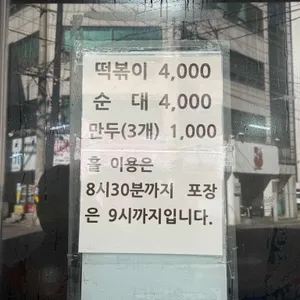 떡볶이 4,000
순 대 4,000
만두(3개) 1,000
홀 이용은
8시30분까지 포장
은 9시까지입니다.